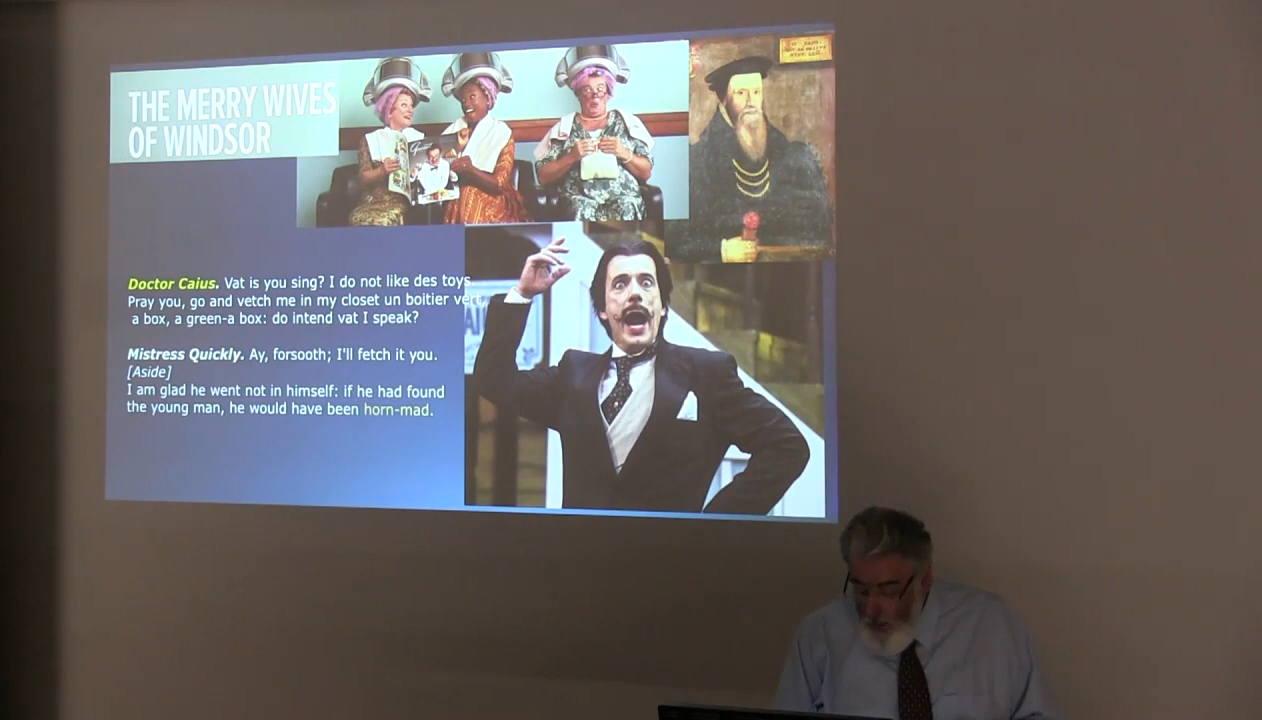 THE MERRY WIVES
OF WINDSOR
Doctor Caius. Vat is you sing? I do not like des toys.
Pray you, go and vetch me in my closet un boitier vert,
a box, a green-a box: do intend vat I speak?
Mistress Quickly. Ay, forsooth; I'll fetch it you.
[Aside]
I am glad he went not in himself: if he had found
the young man, he would have been horn-mad.